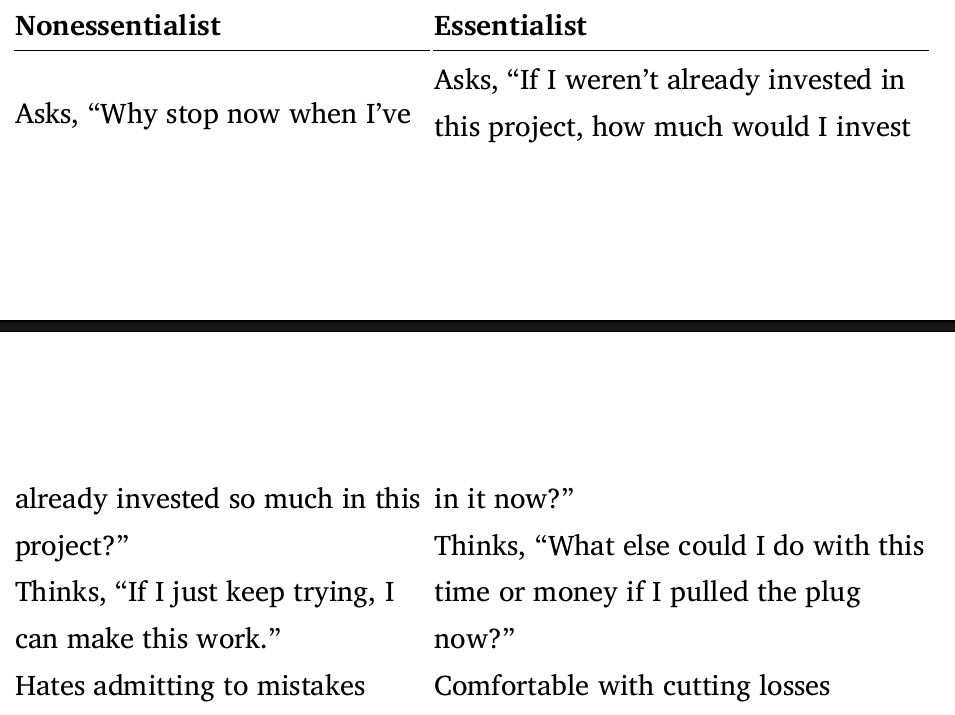 Nonessentialist
Essentialist
Asks, “Why stop now when I’ve
Asks, “If I weren’t already invested in
this project, how much would I invest
already invested so much in this
project?”
Thinks, “If I just keep trying, I
can make this work.”
Hates admitting to mistakes
in it now?”
Thinks, “What else could I do with this
time or money if I pulled the plug
now?”
Comfortable with cutting losses